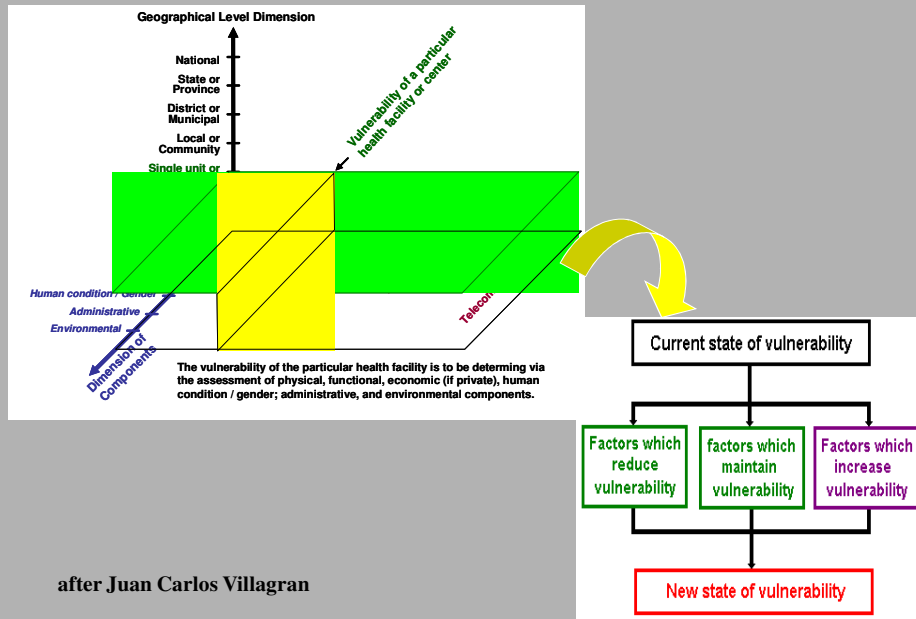 Geographical Level Dimension
National
State or
Province
District or
Municipal
Local or
Community
Single unit or
Vulnerability of a particular
health facility or center
Human condition / Gender
Administrative
Environmental
Dimension of
Components
The vulnerability of the particular health facility is to be determing via
the assessment of physical, functional, economic (if private), human
condition / gender; administrative, and environmental components.
Current state of vulnerability
Factors which
reduce
vulnerability
factors which
maintain
vulnerability
Factors which
increase
vulnerability
New state of vulnerability
after Juan Carlos Villagran